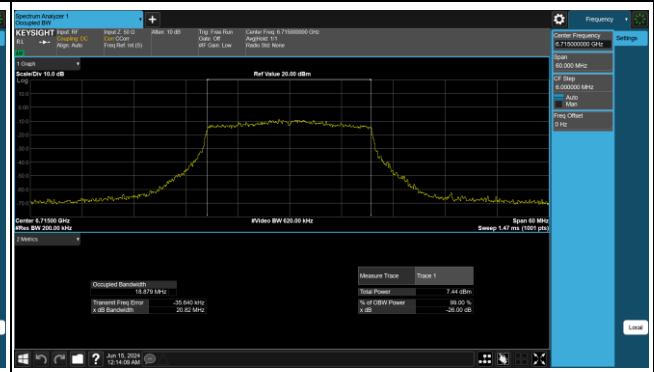 Spectrum Analyzer 1
Occupied BW
+
Frequency
KEYSIGHT Input: RF Input Z: 50 Ω Atten: 10 dB Trig: Free Run Center Freq: 6.715000000 GHz
RL Coupling: DC Corr CCorr Gate: Off Avg|Hold: 1/1
Align: Auto Freq Ref: Int (S) #IF Gain: Low Radio Std: None
1 Graph
Scale/Div 10.0 dB Ref Value 20.00 dBm
Log
10.0
0.00
-10.0
-20.0
-30.0
-40.0
-50.0
-60.0
-70.0
Center 6.71500 GHz #Video BW 620.00 kHz Span 60 MHz
#Res BW 200.00 kHz Sweep 1.47 ms (1001 pts)
2 Metrics
Measure Trace Trace 1
Occupied Bandwidth
18.879 MHz
Total Power 7.44 dBm
Transmit Freq Error -35.640 kHz
% of OBW Power 99.00 %
x dB Bandwidth 20.82 MHz
x dB -26.00 dB
Center Frequency
6.715000000 GHz
Settings
Span
60.000 MHz
CF Step
6.000000 MHz
Auto
Man
Freq Offset
0 Hz
Local
?
Jun 15, 2024
12:14:09 AM